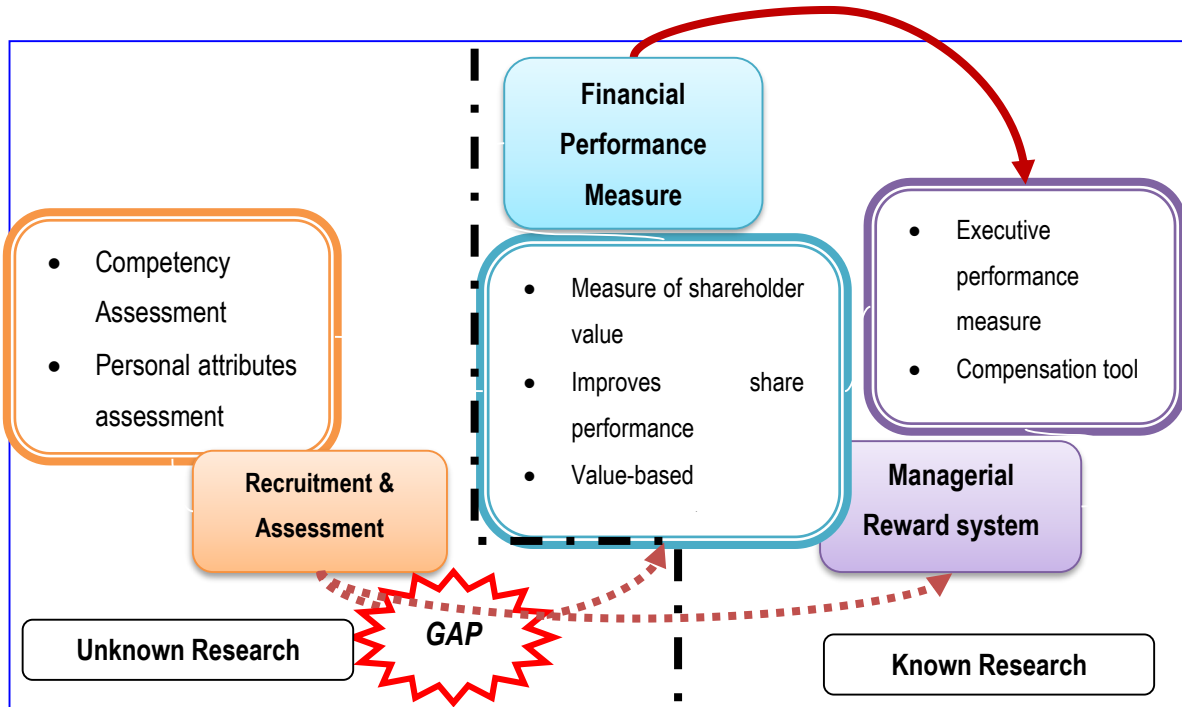 Financial
Performance
Measure
• Executive
performance
measure
• Compensation tool
• Competency
Assessment
• Personal attributes
assessment
• Measure of shareholder
value
• Improves share
performance
• Value-based
Recruitment &
Assessment
Managerial
Reward system
GAP
Unknown Research
Known Research